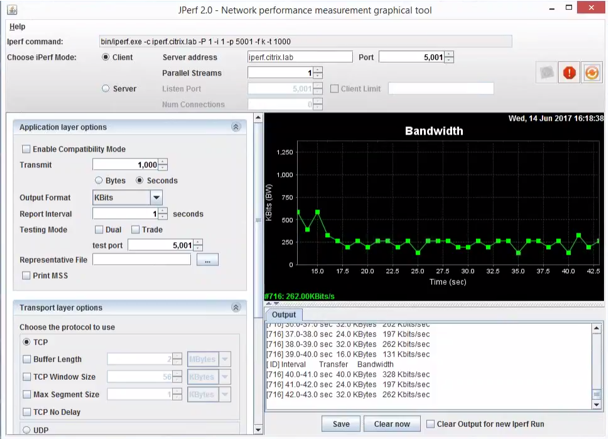 JPerf 2.0 - Network performance measurement graphical tool
Help
Iperf command: bin/iperf.exe -c iperf.citrix.lab -P 1 -i 1 -p 5001 -f k -t 1000
Choose iPerf Mode: Client Server address iperf.citrix.lab Port 5,001
Parallel Streams 1
Server Listen Port 5,001 Client Limit
Num Connections 0
Application layer options
Enable Compatibility Mode
Transmit 1,000
Bytes Seconds
Output Format KBits
Report Interval 1 seconds
Testing Mode Dual Trade
test port 5,001
Representative File ...
Print MSS
Transport layer options
Choose the protocol to use
TCP
Buffer Length 2 MBytes
TCP Window Size 56 KBytes
Max Segment Size 1 KBytes
TCP No Delay
UDP
Wed, 14 Jun 2017 16:18:38
Bandwidth
KBits (BW)
1,250
1,000
750
500
250
0
15.0 17.5 20.0 22.5 25.0 27.5 30.0 32.5 35.0 37.5 40.0 42.5
Time (sec)
#716: 262.00KBits/s
Output
[716] 36.0-37.0 sec 32.0 KBytes 262 Kbits/sec
[716] 37.0-38.0 sec 24.0 KBytes 197 Kbits/sec
[716] 38.0-39.0 sec 32.0 KBytes 262 Kbits/sec
[716] 39.0-40.0 sec 16.0 KBytes 131 Kbits/sec
[ ID] Interval Transfer Bandwidth
[716] 40.0-41.0 sec 40.0 KBytes 328 Kbits/sec
[716] 41.0-42.0 sec 24.0 KBytes 197 Kbits/sec
[716] 42.0-43.0 sec 32.0 KBytes 262 Kbits/sec
Save Clear now Clear Output for new Iperf Run